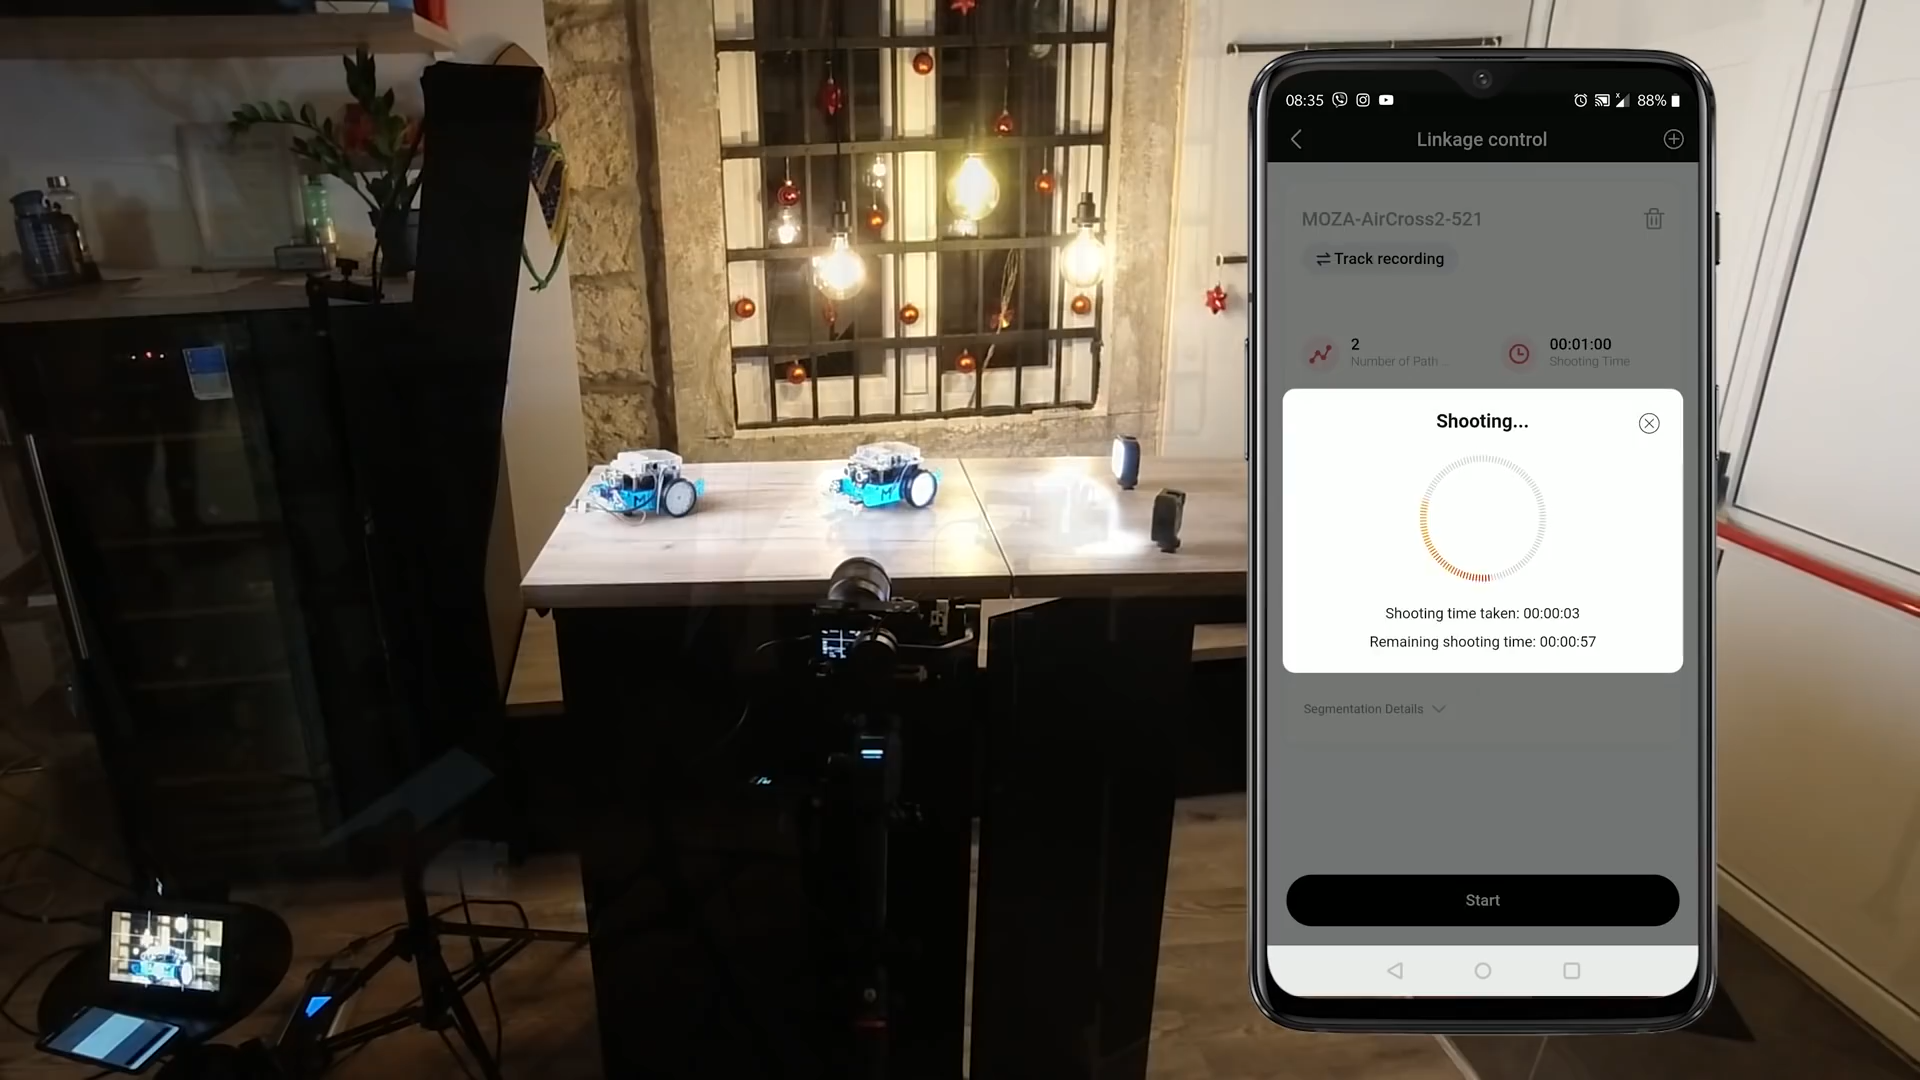 08:35
88%
Linkage control
MOZA-AirCross2-521
Track recording
2
Number of Path...
00:01:00
Shooting Time
Shooting...
Shooting time taken: 00:00:03
Remaining shooting time: 00:00:57
Segmentation Details
Start
M
M